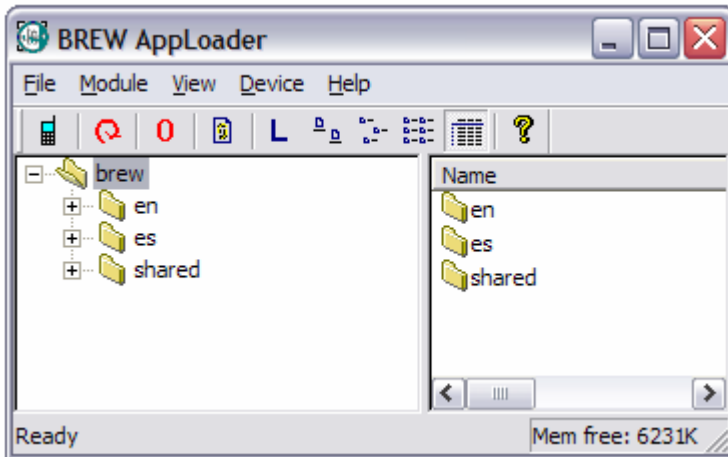 BREW AppLoader
File Module View Device Help
0 L ?
brew
en
es
shared
Name
en
es
shared
Ready
Mem free: 6231K